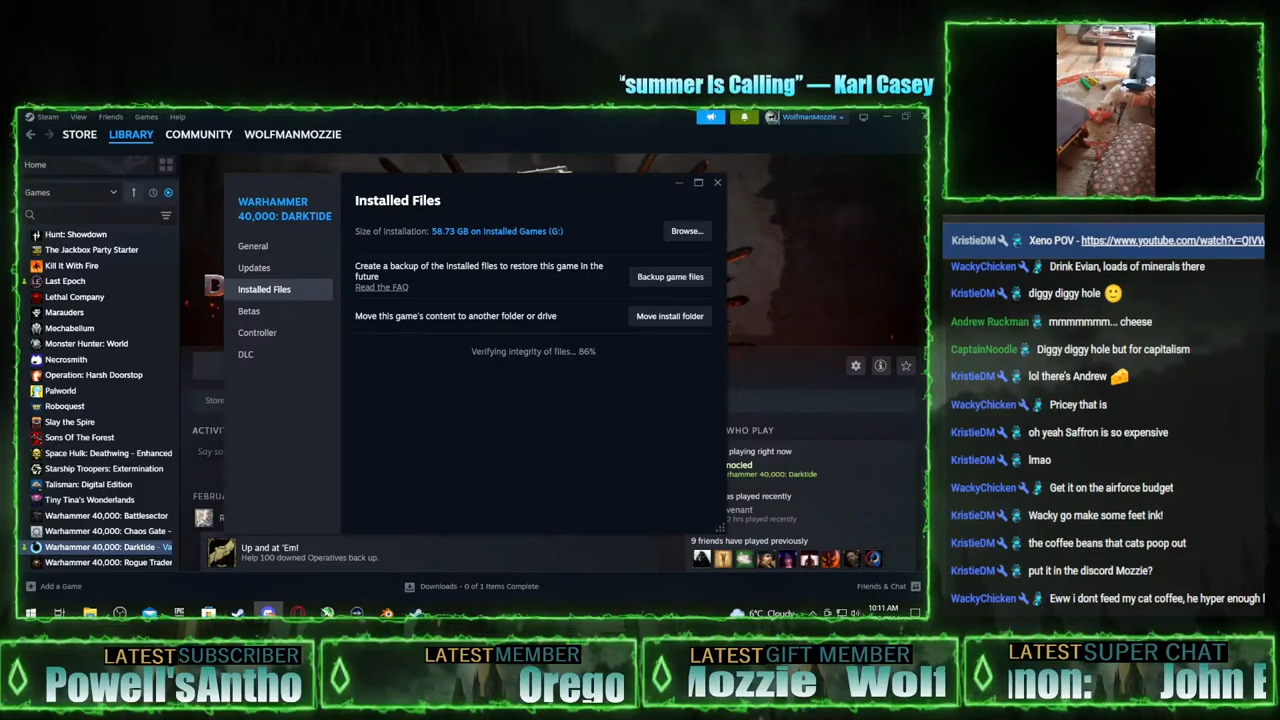 "summer Is Calling" — Karl Casey
Steam View Friends Games Help
WOLFMANMOZZIE
STORE LIBRARY COMMUNITY WOLFMANMOZZIE
Home
Games
Hunt: Showdown
The Jackbox Party Starter
Kill It With Fire
Last Epoch
Lethal Company
Marauders
Mechabellum
Monster Hunter: World
Necrosmith
Operation: Harsh Doorstop
Palworld
Roboquest
Slay the Spire
Sons Of The Forest
Space Hulk: Deathwing - Enhanced
Starship Troopers: Extermination
Talisman: Digital Edition
Tiny Tina's Wonderlands
Warhammer 40,000: Battlesector
Warhammer 40,000: Chaos Gate -
Warhammer 40,000: Darktide - Va
Warhammer 40,000: Rogue Trader
Add a Game
WARHAMMER
40,000: DARKTIDE
General
Updates
Installed Files
Betas
Controller
DLC
Installed Files
Size of Installation: 58.73 GB on Installed Games (G:)
Browse...
Create a backup of the installed files to restore this game in the
future
Read the FAQ
Backup game files
Move this game's content to another folder or drive
Move install folder
Verifying integrity of files... 86%
D
Store
ACTIV
Say so
FEBRUA
WHO PLAY
playing right now
nocled
Warhammer 40,000: Darktide
as played recently
venant
2 hrs played recently
9 friends have played previously
Up and at 'Em!
Help 100 downed Operatives back up.
Downloads - 0 of 1 Items Complete
Friends & Chat
6°C Cloudy
10:11 AM
KristieDM Xeno POV - https://www.youtube.com/watch?v=QIVW
WackyChicken Drink Evian, loads of minerals there
KristieDM diggy diggy hole
Andrew Ruckman mmmmmmm... cheese
CaptainNoodle Diggy diggy hole but for capitalism
KristieDM lol there's Andrew
WackyChicken Pricey that is
KristieDM oh yeah Saffron is so expensive
KristieDM lmao
WackyChicken Get it on the airforce budget
KristieDM Wacky go make some feet ink!
KristieDM the coffee beans that cats poop out
KristieDM put it in the discord Mozzie?
WackyChicken Eww i dont feed my cat coffee, he hyper enough
LATEST SUBSCRIBER
Powell'sAntho
LATEST MEMBER
Orego
LATEST GIFT MEMBER
Mozzie Wolf
LATEST SUPER CHAT
mon: John E